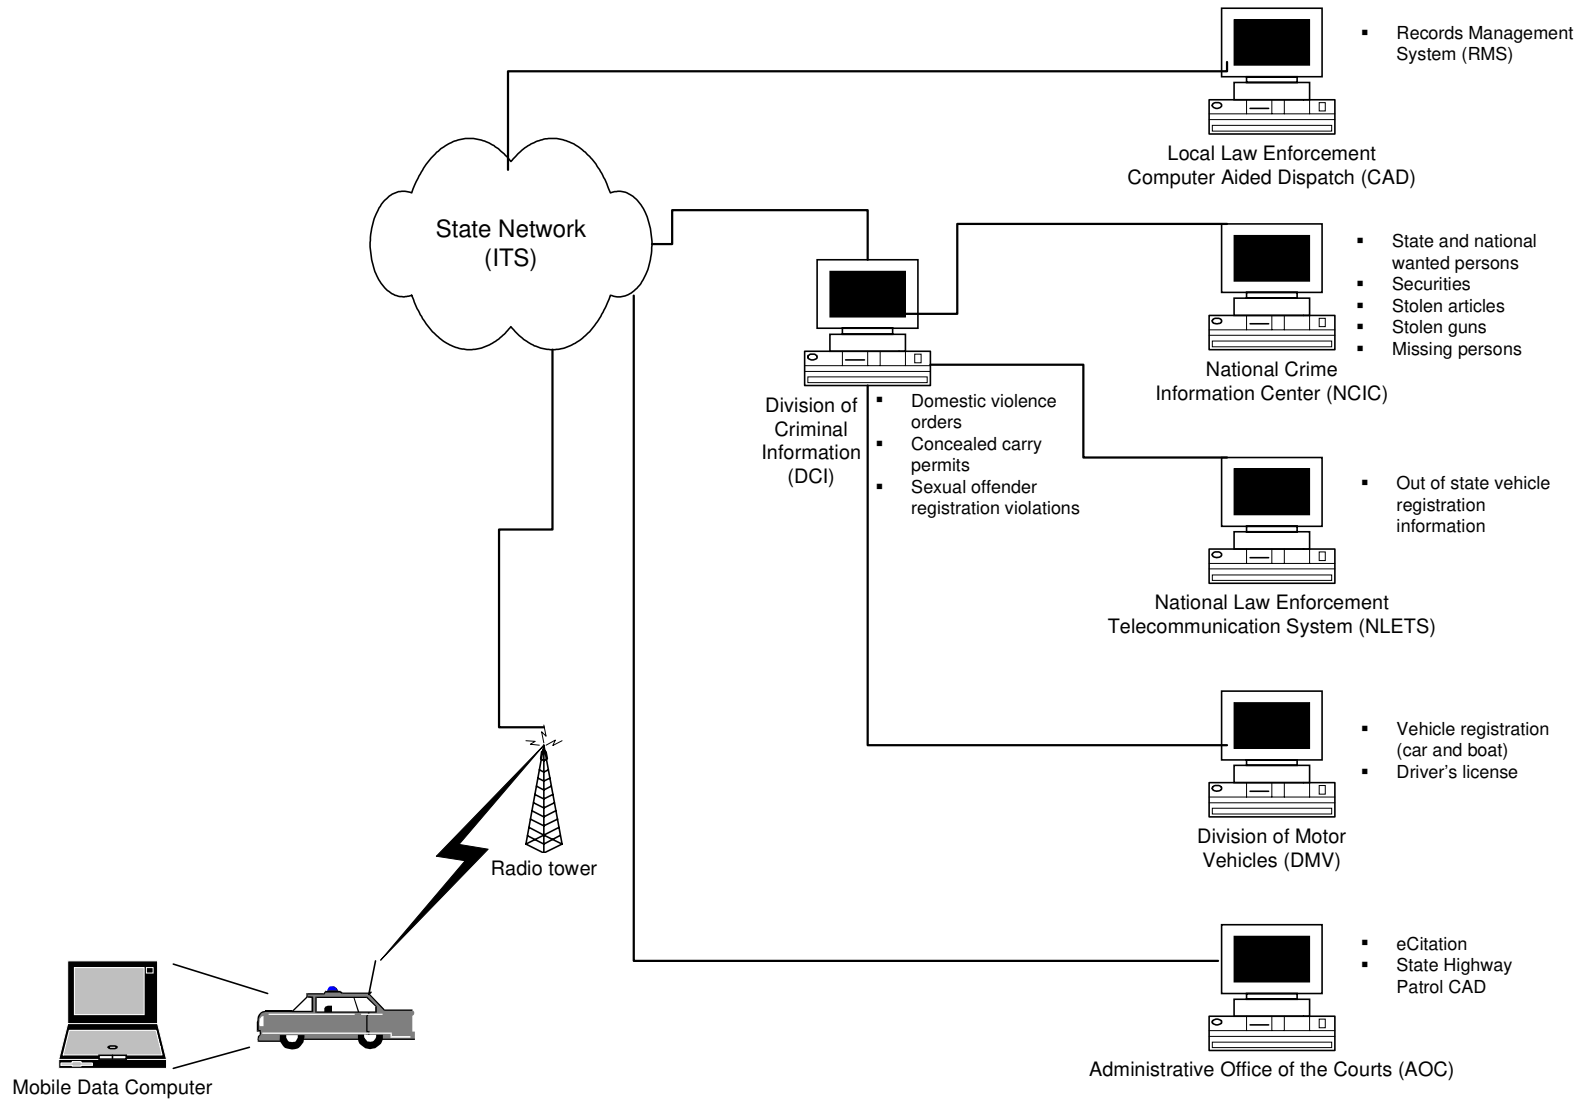 ▪ Records Management
System (RMS)
Local Law Enforcement
Computer Aided Dispatch (CAD)
State Network
(ITS)
▪ State and national
wanted persons
▪ Securities
▪ Stolen articles
▪ Stolen guns
▪ Missing persons
National Crime
Information Center (NCIC)
Division of
Criminal
Information
(DCI)
▪ Domestic violence
orders
▪ Concealed carry
permits
▪ Sexual offender
registration violations
▪ Out of state vehicle
registration
information
National Law Enforcement
Telecommunication System (NLETS)
▪ Vehicle registration
(car and boat)
▪ Driver's license
Division of Motor
Vehicles (DMV)
Radio tower
▪ eCitation
▪ State Highway
Patrol CAD
Administrative Office of the Courts (AOC)
Mobile Data Computer